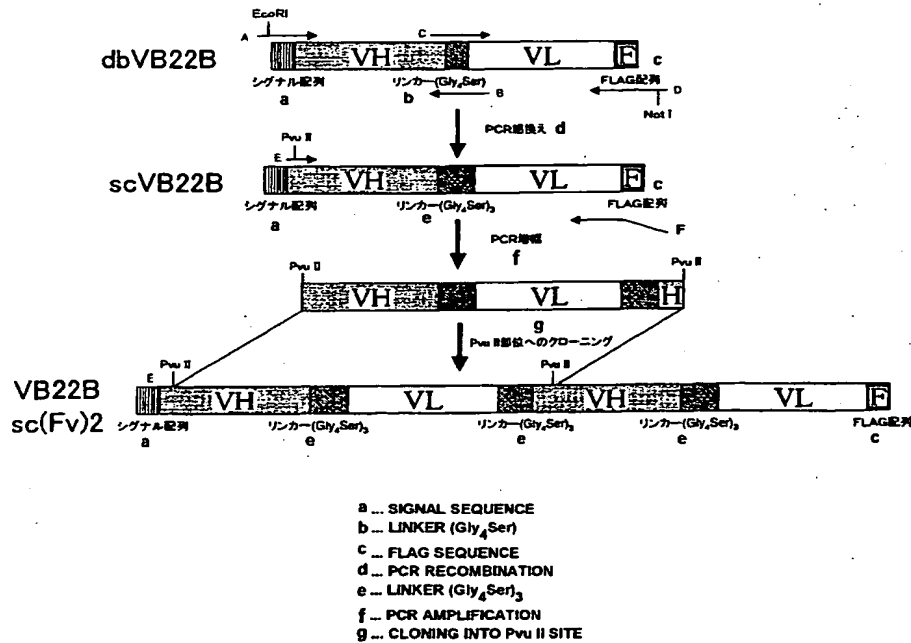 EcoRI
A
C
dbVB22B
VH
VL
F
c
シグナル配列
リンカー(Gly4Ser)
FLAG配列
a
b
B
D
Not I
PCR組換え d
Pvu II
E
scVB22B
VH
VL
F
c
シグナル配列
リンカー(Gly4Ser)3
FLAG配列
a
e
F
PCR増幅
f
Pvu II
Pvu II
VH
VL
H
g
Pvu II部位へのクローニング
E
Pvu II
Pvu II
VB22B
sc(Fv)2
VH
VL
VH
VL
F
シグナル配列
リンカー(Gly4Ser)3
リンカー(Gly4Ser)3
リンカー(Gly4Ser)3
FLAG配列
a
e
e
e
c
a ... SIGNAL SEQUENCE
b ... LINKER (Gly4Ser)
c ... FLAG SEQUENCE
d ... PCR RECOMBINATION
e ... LINKER (Gly4Ser)3
f ... PCR AMPLIFICATION
g ... CLONING INTO Pvu II SITE